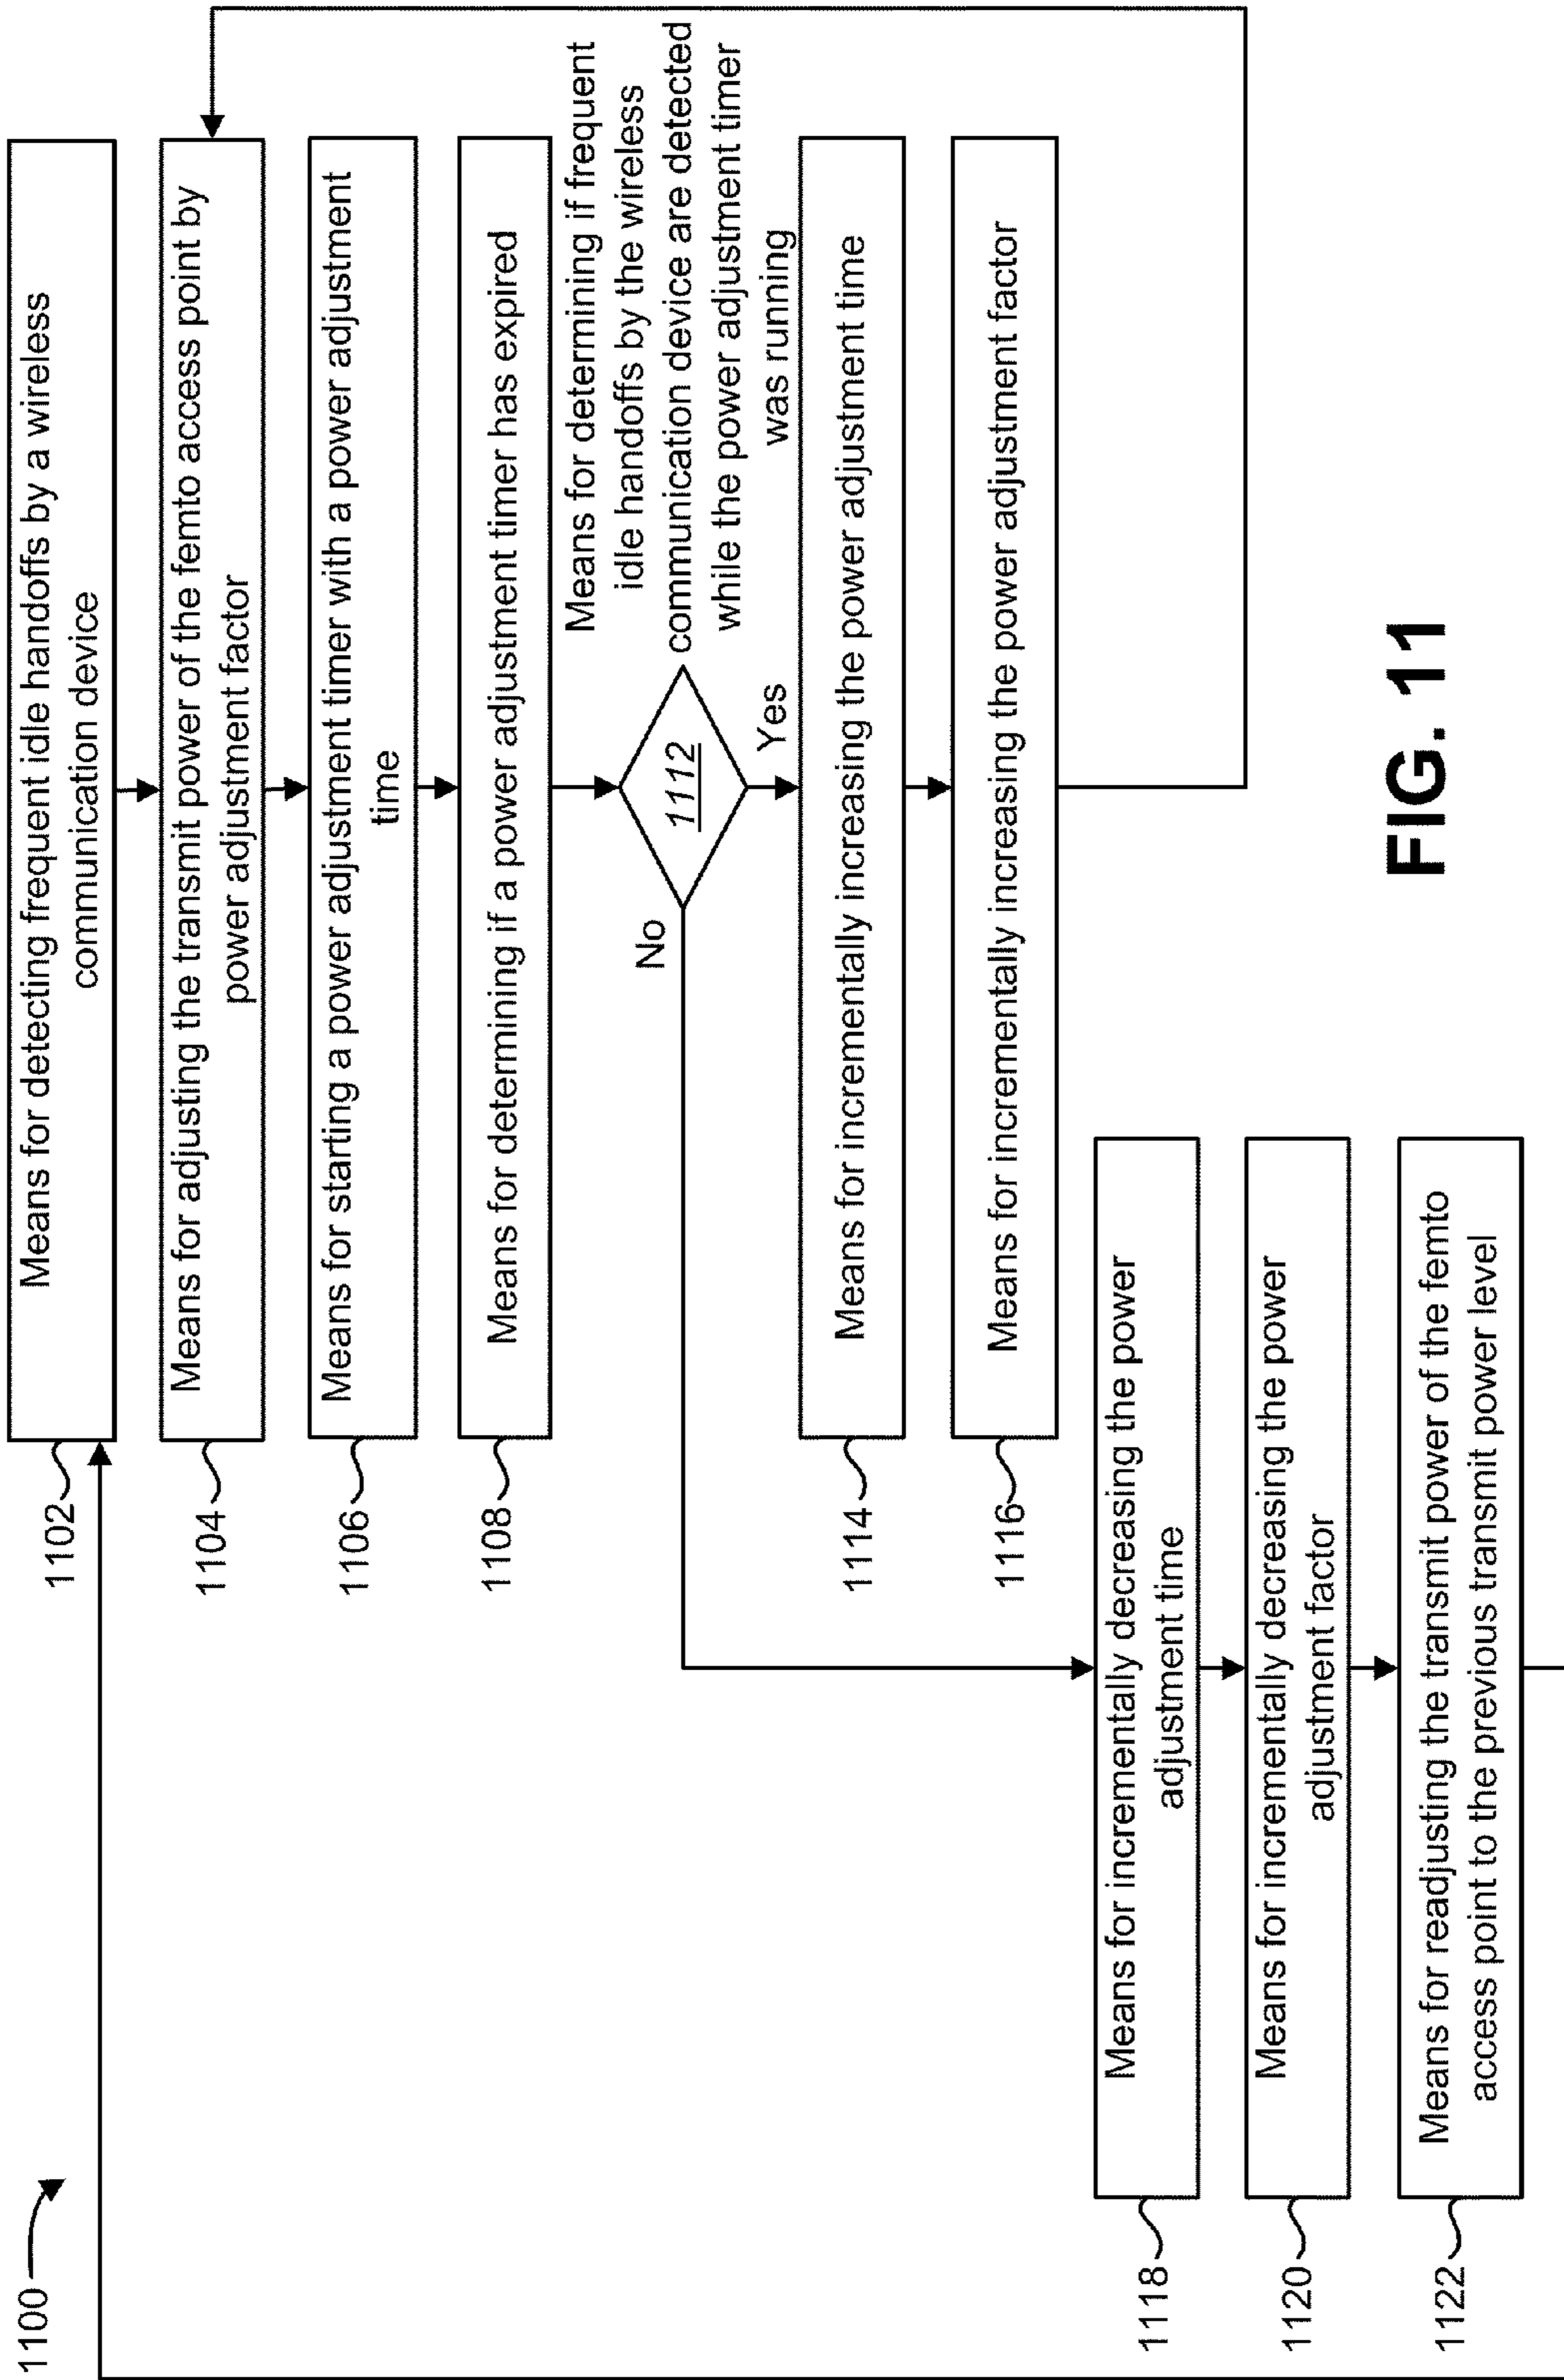 1100
1102
Means for detecting frequent idle handoffs by a wireless
communication device
1104
Means for adjusting the transmit power of the femto access point by
power adjustment factor
1106
Means for starting a power adjustment timer with a power adjustment
time
1108
Means for determining if a power adjustment timer has expired
Means for determining if frequent
idle handoffs by the wireless
communication device are detected
while the power adjustment timer
was running
1112
No
Yes
1114
Means for incrementally increasing the power adjustment time
1116
Means for incrementally increasing the power adjustment factor
1118
Means for incrementally decreasing the power
adjustment time
1120
Means for incrementally decreasing the power
adjustment factor
1122
Means for readjusting the transmit power of the femto
access point to the previous transmit power level
FIG. 11